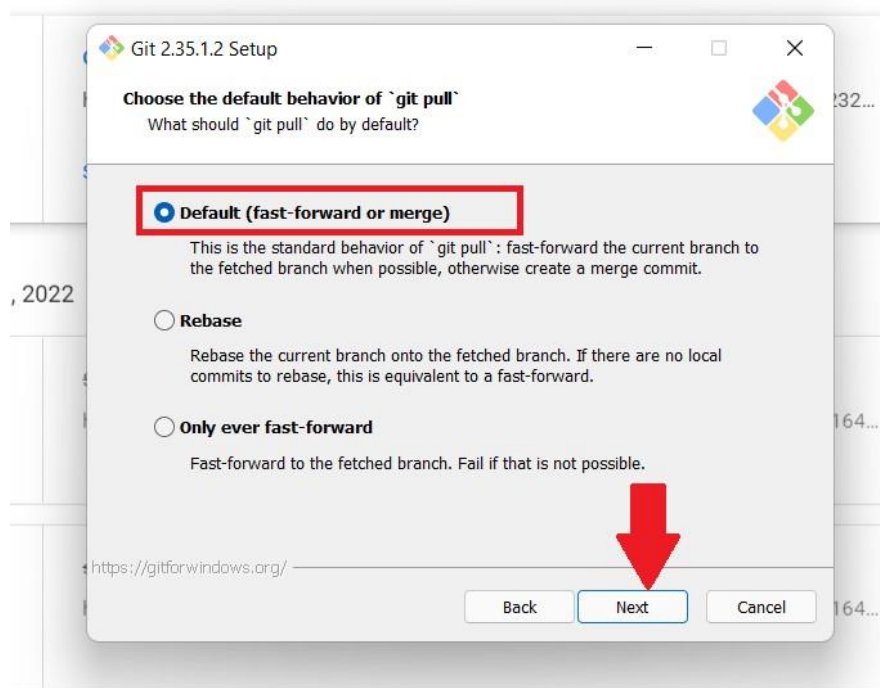 Git 2.35.1.2 Setup
Choose the default behavior of `git pull`
What should `git pull` do by default?
232...
Default (fast-forward or merge)
This is the standard behavior of `git pull`: fast-forward the current branch to
the fetched branch when possible, otherwise create a merge commit.
, 2022
Rebase
Rebase the current branch onto the fetched branch. If there are no local
commits to rebase, this is equivalent to a fast-forward.
Only ever fast-forward
164...
Fast-forward to the fetched branch. Fail if that is not possible.
https://gitforwindows.org/
Back Next Cancel
164...